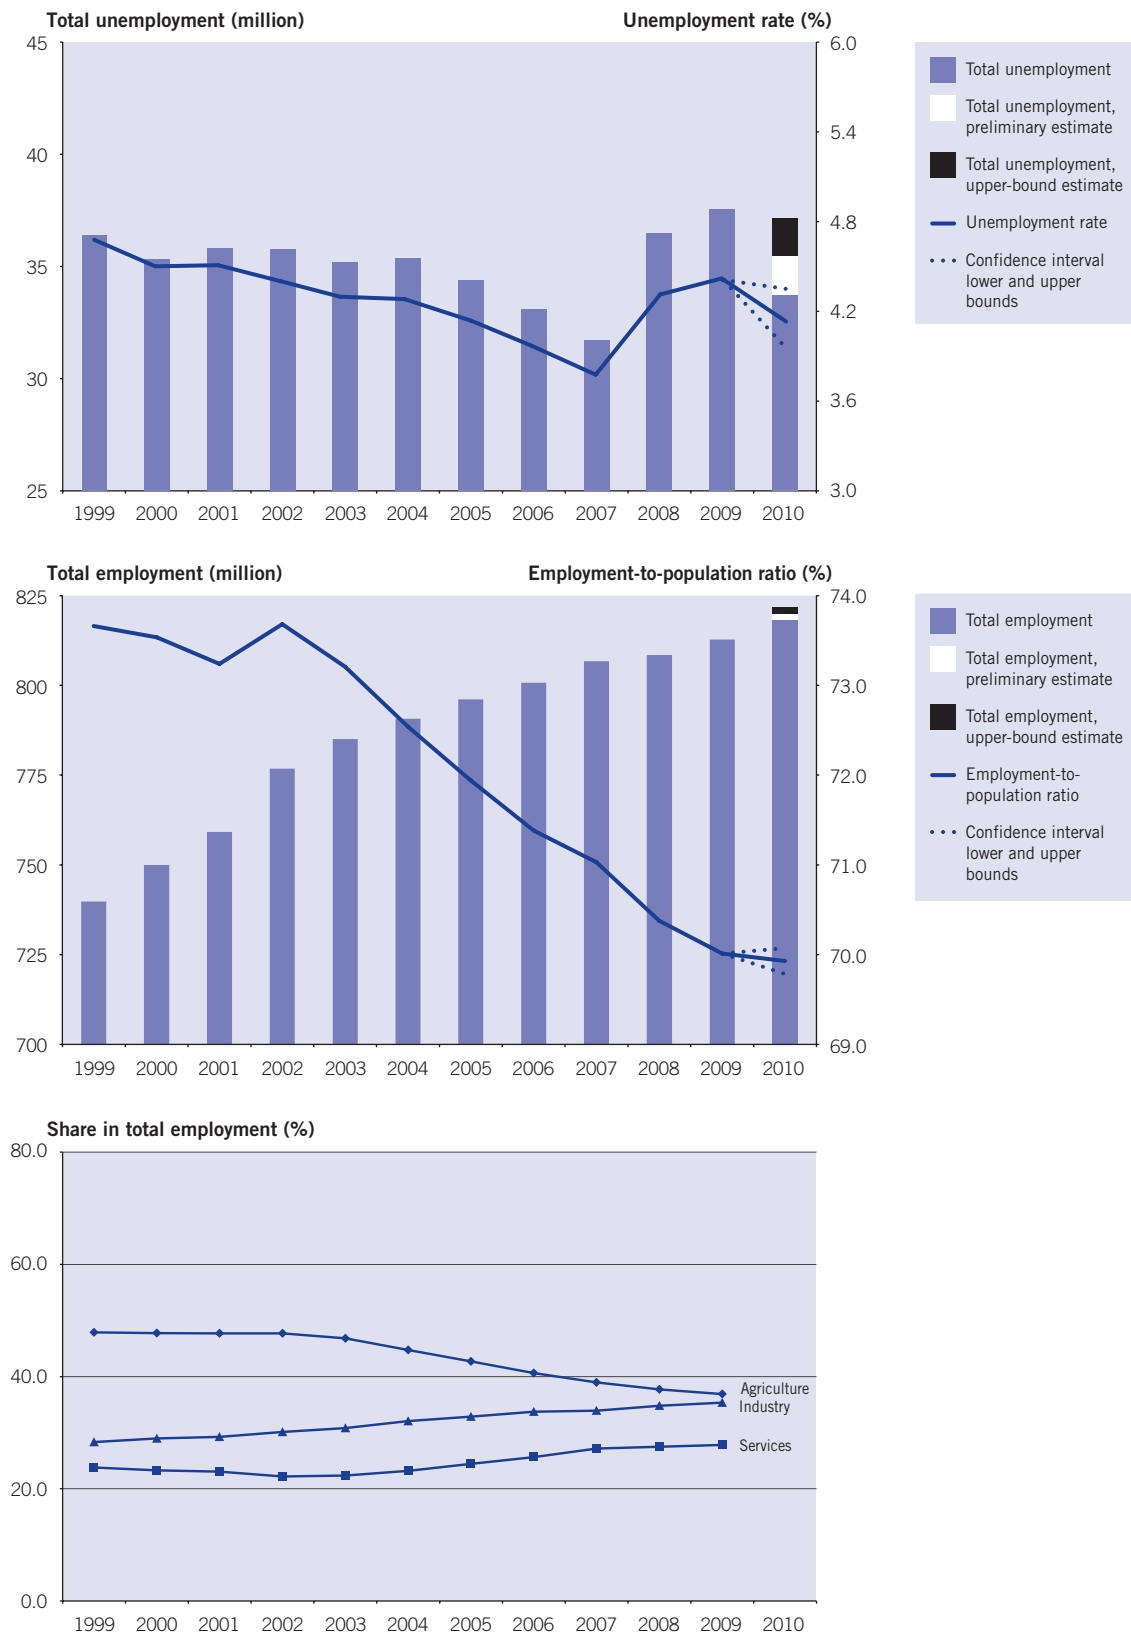 Total unemployment (million)
Unemployment rate (%)
45
40
35
30
25
6.0
5.4
4.8
4.2
3.6
3.0
1999 2000 2001 2002 2003 2004 2005 2006 2007 2008 2009 2010
Total unemployment
Total unemployment,
preliminary estimate
Total unemployment,
upper-bound estimate
Unemployment rate
Confidence interval
lower and upper
bounds
Total employment (million)
Employment-to-population ratio (%)
825
800
775
750
725
700
74.0
73.0
72.0
71.0
70.0
69.0
1999 2000 2001 2002 2003 2004 2005 2006 2007 2008 2009 2010
Total employment
Total employment,
preliminary estimate
Total employment,
upper-bound estimate
Employment-to-
population ratio
Confidence interval
lower and upper
bounds
Share in total employment (%)
80.0
60.0
40.0
20.0
0.0
Agriculture
Industry
Services
1999 2000 2001 2002 2003 2004 2005 2006 2007 2008 2009 2010